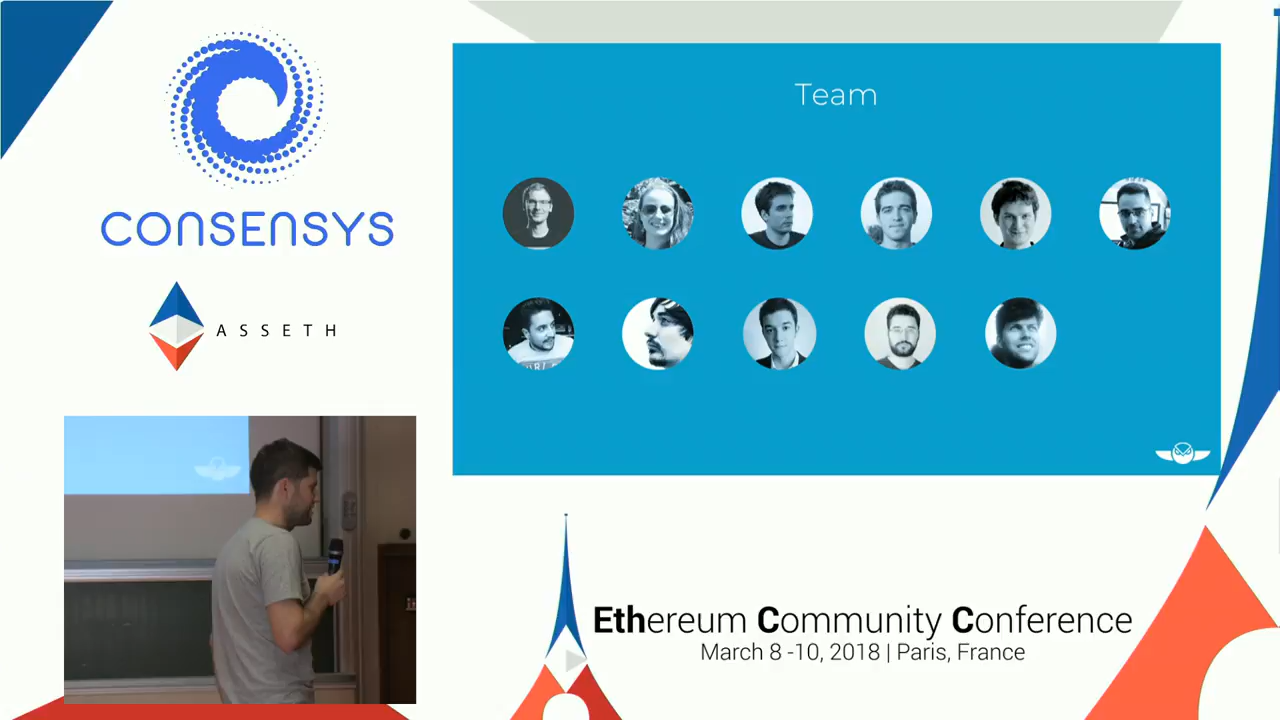 CONSENSYS
ASSETH
Team
Ethereum Community Conference
March 8 -10, 2018 | Paris, France